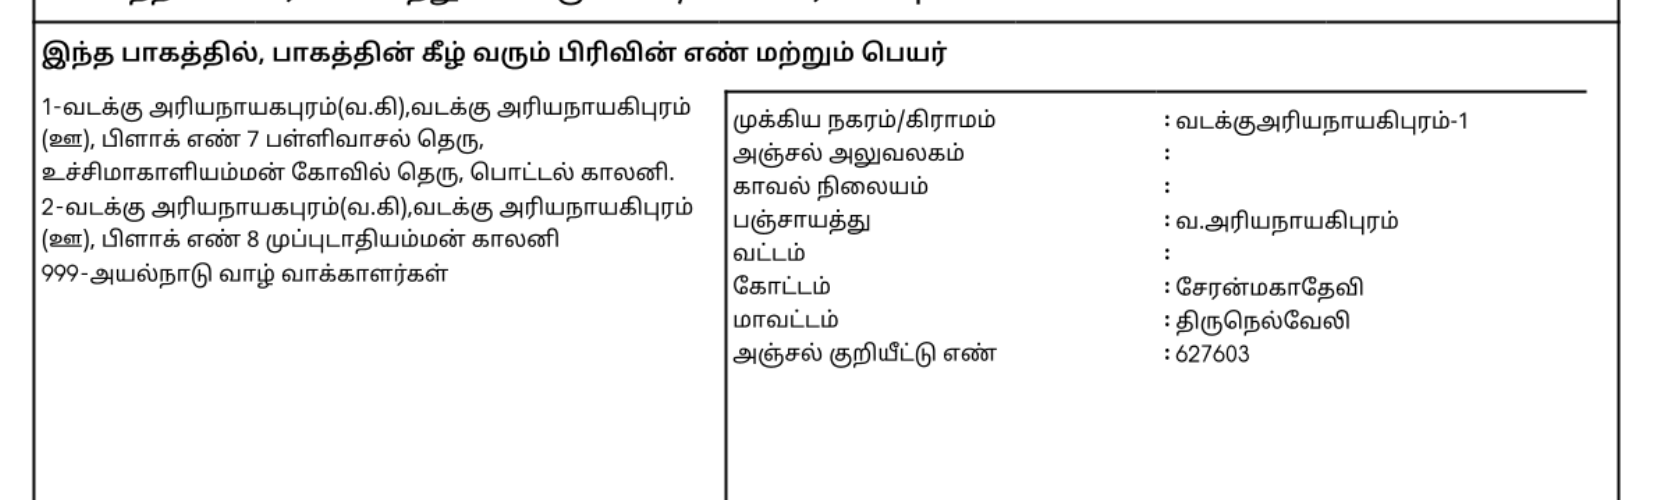 இந்த பாகத்தில், பாகத்தின் கீழ் வரும் பிரிவின் எண் மற்றும் பெயர்
1-வடக்கு அரியநாயகபுரம்(வ.கி),வடக்கு அரியநாயகிபுரம்
(ஊ), பிளாக் எண் 7 பள்ளிவாசல் தெரு,
உச்சிமாகாளியம்மன் கோவில் தெரு, பொட்டல் காலனி.
2-வடக்கு அரியநாயகபுரம்(வ.கி),வடக்கு அரியநாயகிபுரம்
(ஊ), பிளாக் எண் 8 முப்புடாதியம்மன் காலனி
999-அயல்நாடு வாழ் வாக்காளர்கள்
முக்கிய நகரம்/கிராமம் : வடக்குஅரியநாயகிபுரம்-1
அஞ்சல் அலுவலகம் :
காவல் நிலையம் :
பஞ்சாயத்து : வ.அரியநாயகிபுரம்
வட்டம் :
கோட்டம் : சேரன்மகாதேவி
மாவட்டம் : திருநெல்வேலி
அஞ்சல் குறியீட்டு எண் : 627603